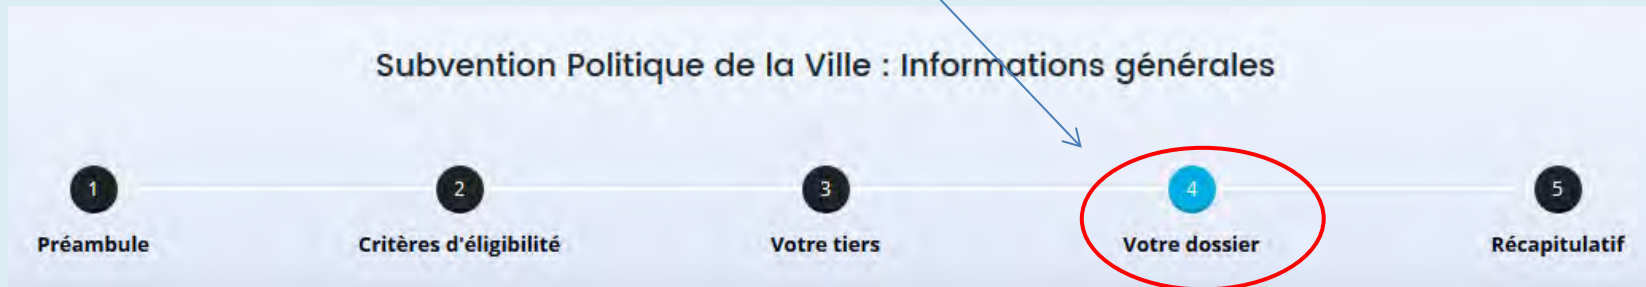 Subvention Politique de la Ville : Informations générales
1
2
3
4
5
Préambule
Critères d'éligibilité
Votre tiers
Votre dossier
Récapitulatif